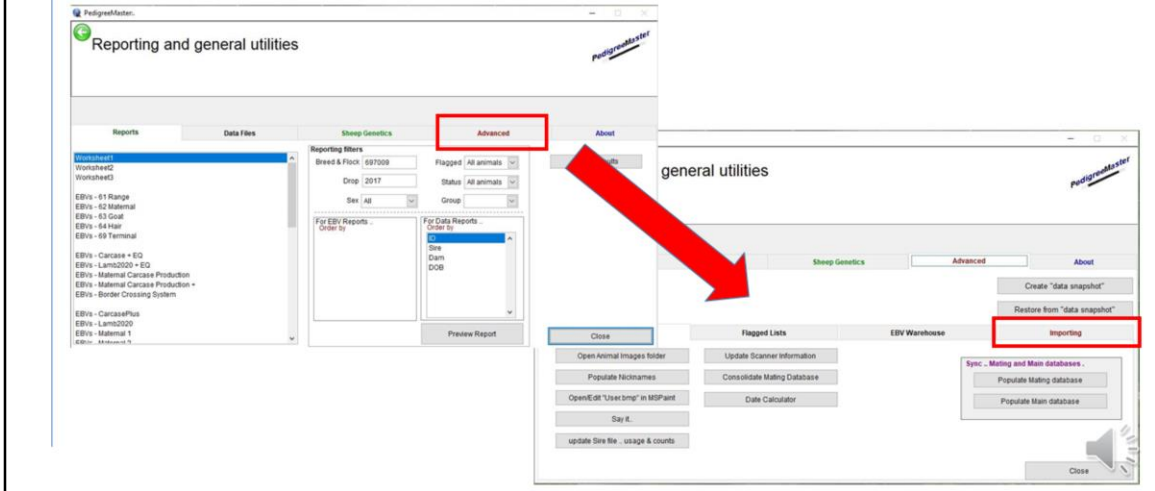 PedigreeMaster..
Reporting and general utilities
PedigreeMaster
Reports Data Files Sheep Genetics Advanced About
Worksheet1
Worksheet2
Worksheet3
EBVs - 61 Range
EBVs - 62 Maternal
EBVs - 63 Goat
EBVs - 64 Hair
EBVs - 69 Terminal
EBVs - Carcase + EQ
EBVs - Lamb2020 + EQ
EBVs - Maternal Carcase Production
EBVs - Maternal Carcase Production +
EBVs - Border Crossing System
EBVs - CarcasePlus
EBVs - Lamb2020
EBVs - Maternal 1
EBVs - Maternal 2
Reporting filters
Breed & Flock 697009 Flagged All animals
Drop 2017 Status All animals
Sex All Group
For EBV Reports ..
Order by
For Data Reports ..
Order by
ID
Sire
Dam
DOB
Preview Report
Close
general utilities
PedigreeMaster
Sheep Genetics Advanced About
Create "data snapshot"
Restore from "data snapshot"
Flagged Lists EBV Warehouse Importing
Open Animal Images folder
Populate Nicknames
Open/Edit "User.bmp" in MSPaint
Say it..
update Sire file .. usage & counts
Update Scanner Information
Consolidate Mating Database
Date Calculator
Sync .. Mating and Main databases ..
Populate Mating database
Populate Main database
Close